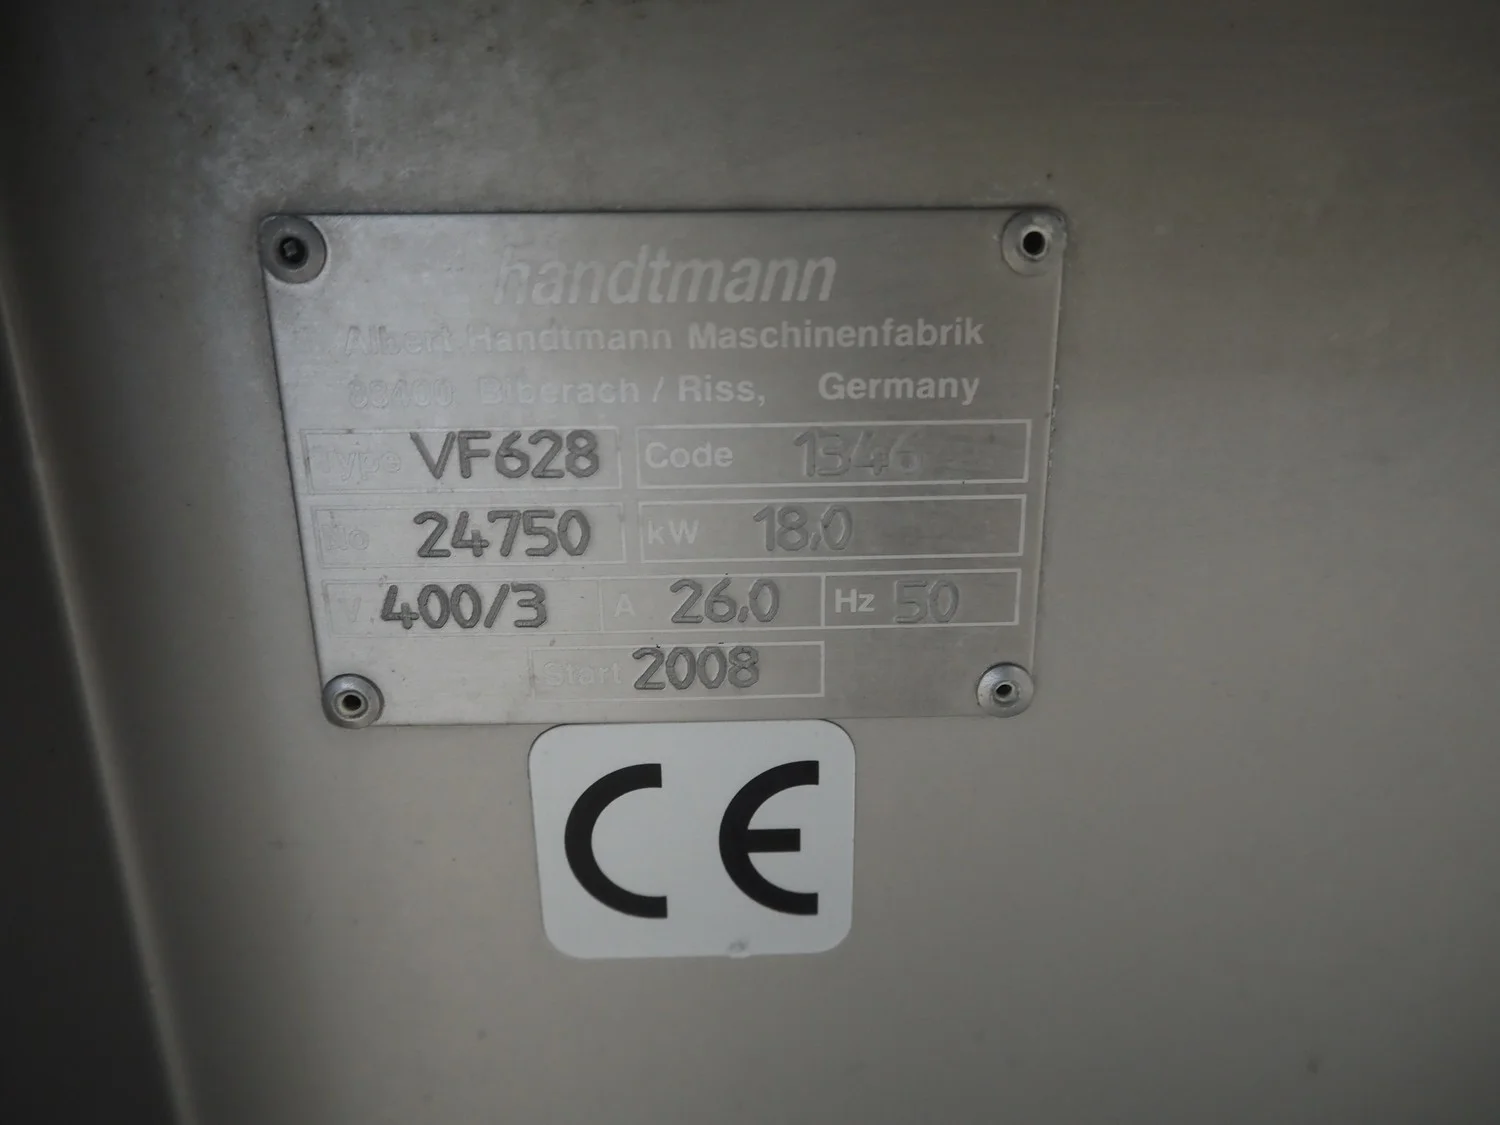 handtmann
Albert Handtmann Maschinenfabrik
88400 Biberach / Riss, Germany
Type VF628 Code 1346
No 24750 kW 18,0
V 400/3 A 26,0 Hz 50
Start 2008
CE